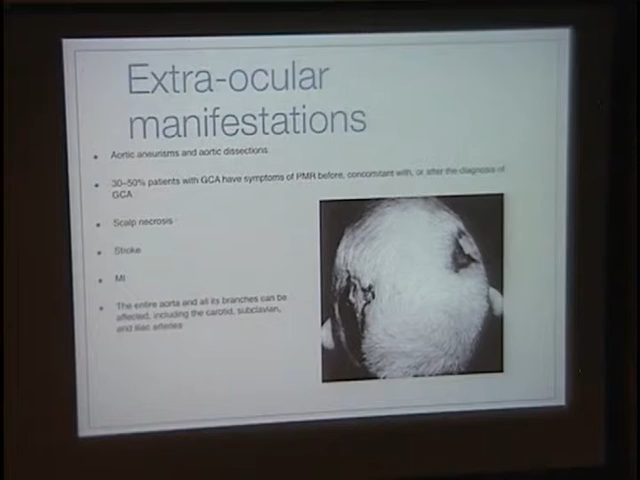 Extra-ocular
manifestations
• Aortic aneurisms and aortic dissections
• 30–50% patients with GCA have symptoms of PMR before, concomitant with, or after the diagnosis of
GCA
• Scalp necrosis
• Stroke
• MI
• The entire aorta and all its branches can be
affected, including the carotid, subclavian,
and iliac arteries